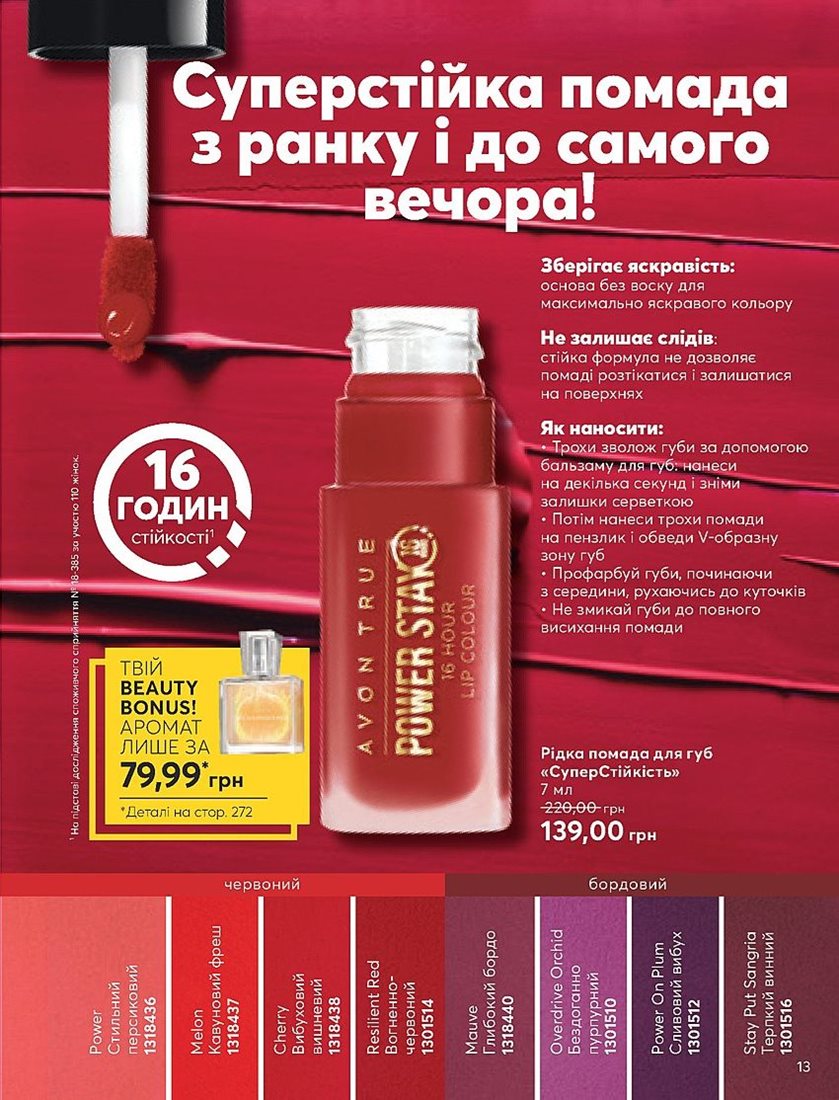 Суперстійка помада
з ранку і до самого
вечора!
Зберігає яскравість:
основа без воску для
максимально яскравого кольору
Не залишає слідів:
стійка формула не дозволяє
помаді розтікатися і залишатися
на поверхнях
Як наносити:
• Трохи зволож губи за допомогою
бальзаму для губ: нанеси
на декілька секунд і зніми
залишки серветкою
• Потім нанеси трохи помади
на пензлик і обведи V-образну
зону губ
• Профарбуй губи, починаючи
з середини, рухаючись до куточків
• Не змикай губи до повного
висихання помади
16
ГОДИН
СТІЙКОСТІ¹
¹ На підставі дослідження споживчого сприйняття № 18-385 за участю 110 жінок.
AVON TRUE
POWER STAY 16
16 HOUR
LIP COLOUR
ТВІЙ
BEAUTY
BONUS!
АРОМАТ
ЛИШЕ ЗА
79,99* грн
*Деталі на стор. 272
Рідка помада для губ
«СуперСтійкість»
7 мл
220,00 грн
139,00 грн
червоний
бордовий
Power
Стильний
персиковий
1318436
Melon
Кавуновий фреш
1318437
Cherry
Вибуховий
вишневий
1318438
Resilient Red
Вогненно-
червоний
1301514
Mauve
Глибокий бордо
1318440
Overdrive Orchid
Бездоганно
пурпурний
1301510
Power On Plum
Сливовий вибух
1301512
Stay Put Sangria
Терпкий винний
1301516
13